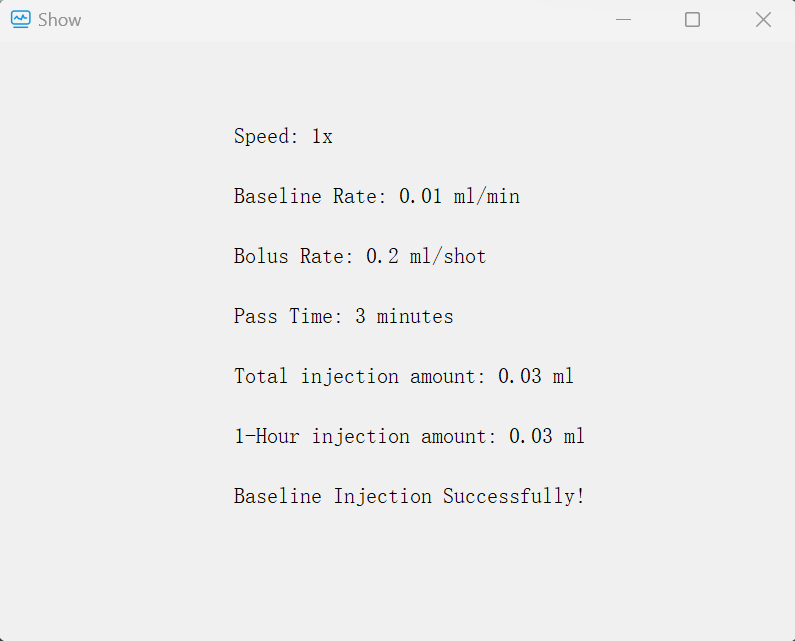 Show
Speed: 1x
Baseline Rate: 0.01 ml/min
Bolus Rate: 0.2 ml/shot
Pass Time: 3 minutes
Total injection amount: 0.03 ml
1-Hour injection amount: 0.03 ml
Baseline Injection Successfully!